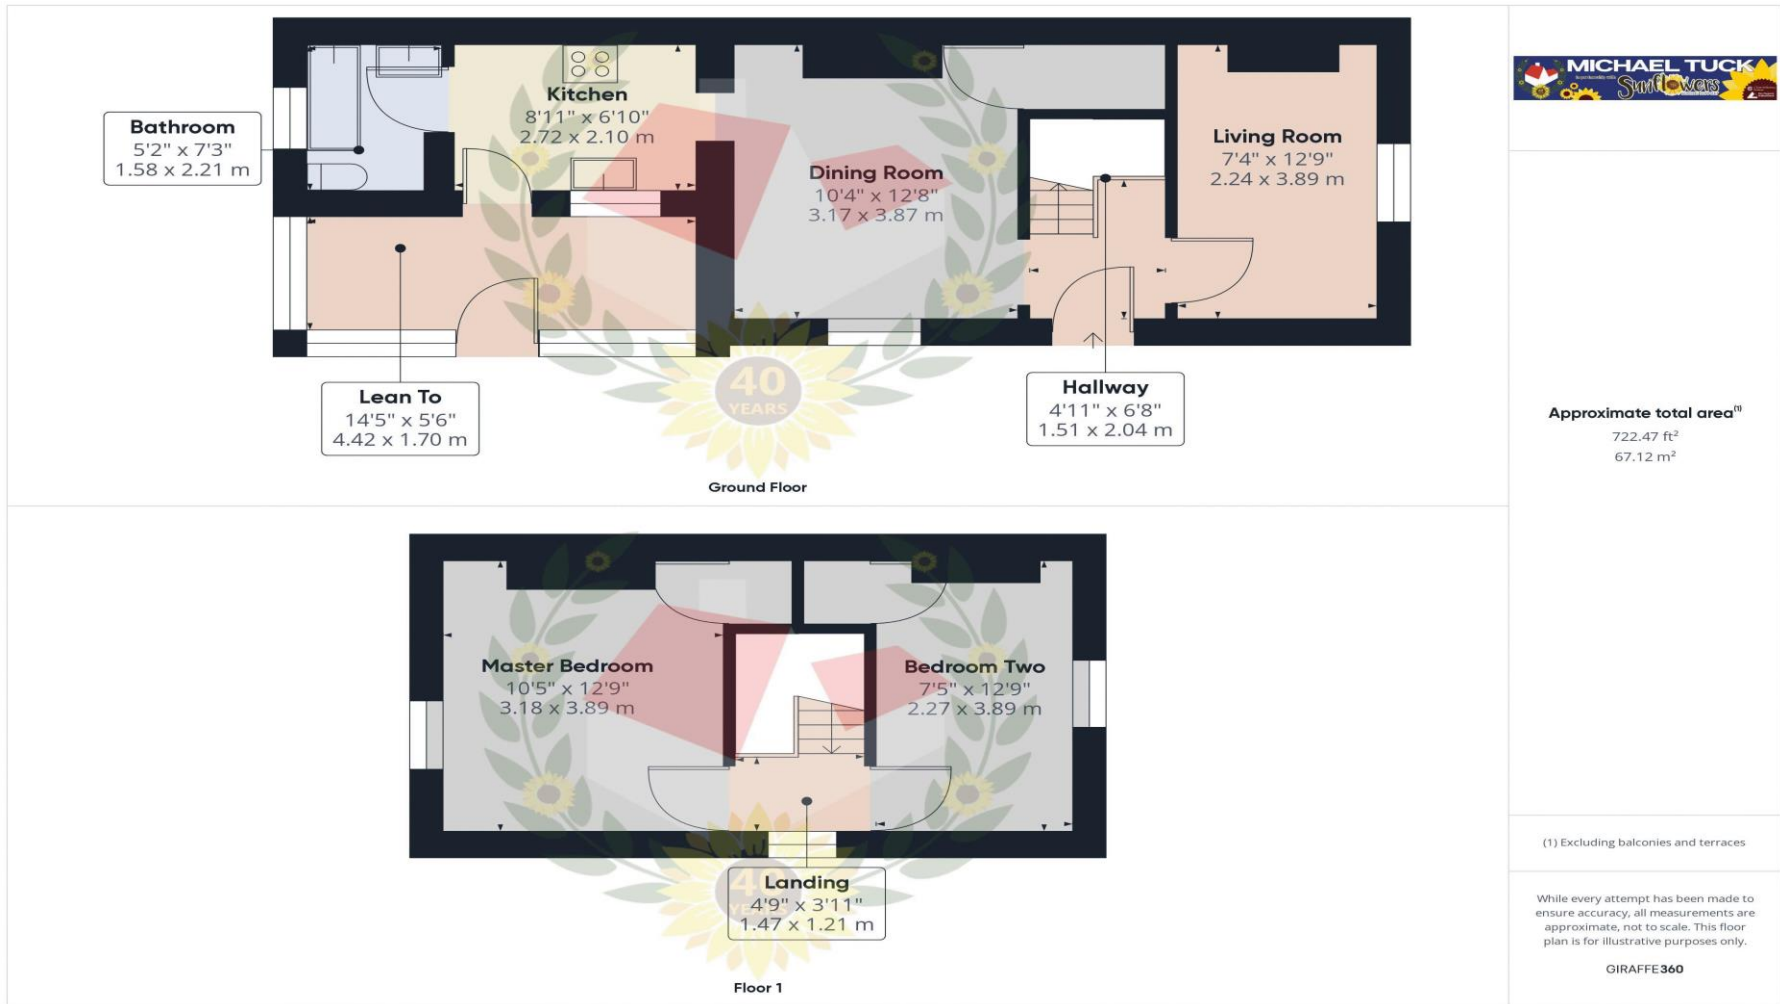 Bathroom
5'2" x 7'3"
1.58 x 2.21 m
Kitchen
8'11" x 6'10"
2.72 x 2.10 m
Dining Room
10'4" x 12'8"
3.17 x 3.87 m
Living Room
7'4" x 12'9"
2.24 x 3.89 m
Lean To
14'5" x 5'6"
4.42 x 1.70 m
40
YEARS
Hallway
4'11" x 6'8"
1.51 x 2.04 m
Ground Floor
Master Bedroom
10'5" x 12'9"
3.18 x 3.89 m
Bedroom Two
7'5" x 12'9"
2.27 x 3.89 m
40
YEARS
Landing
4'9" x 3'11"
1.47 x 1.21 m
Floor 1
MICHAEL TUCK
Sunflowers
Approximate total area(1)
722.47 ft²
67.12 m²
(1) Excluding balconies and terraces
While every attempt has been made to
ensure accuracy, all measurements are
approximate, not to scale. This floor
plan is for illustrative purposes only.
GIRAFFE360